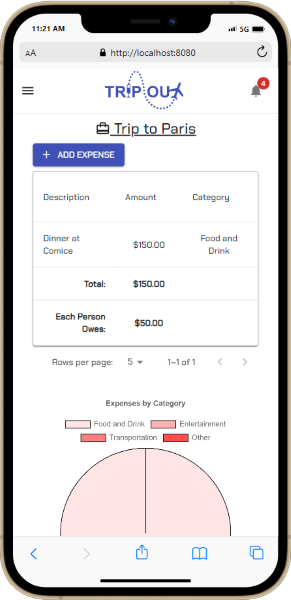 11:21 AM
5G
AA
http://localhost:8080
TRIP OUT
4
Trip to Paris
+ ADD EXPENSE
Description Amount Category
Dinner at Comice $150.00 Food and Drink
Total: $150.00
Each Person Owes: $50.00
Rows per page: 5 1–1 of 1
Expenses by Category
Food and Drink Entertainment
Transportation Other